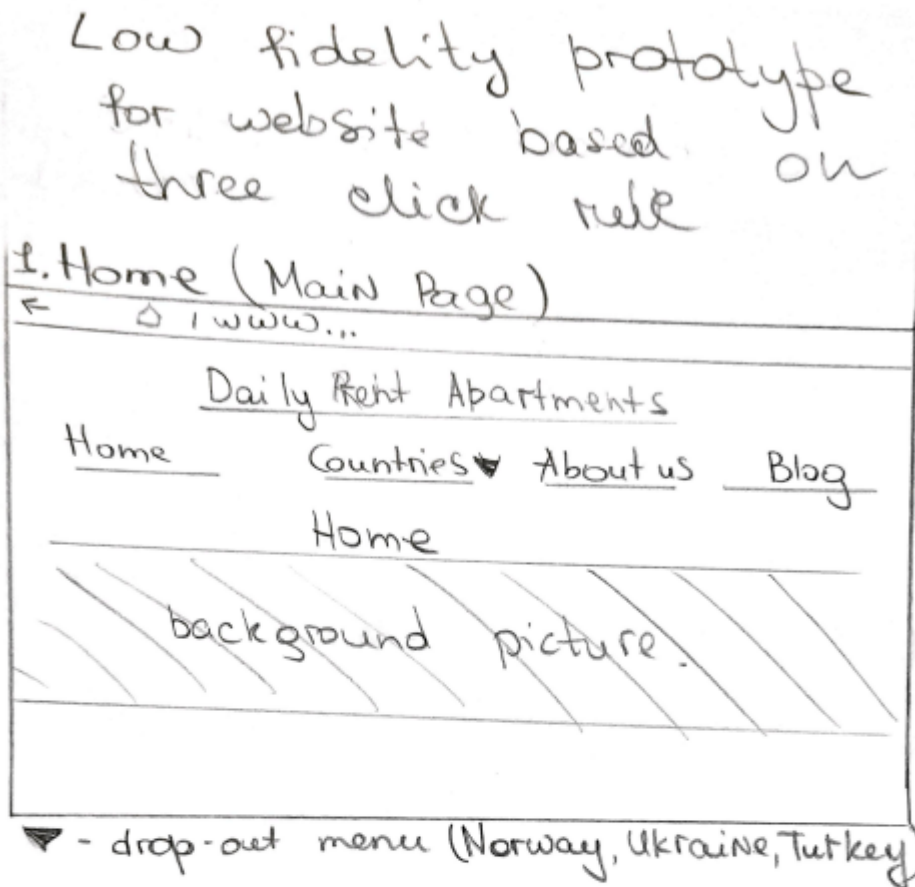 Low fidelity prototype
for website based on
three click rule
1. Home (Main Page)
www...
Daily Rent Apartments
Home Countries About us Blog
Home
background picture.
- drop-out menu (Norway, Ukraine, Turkey)